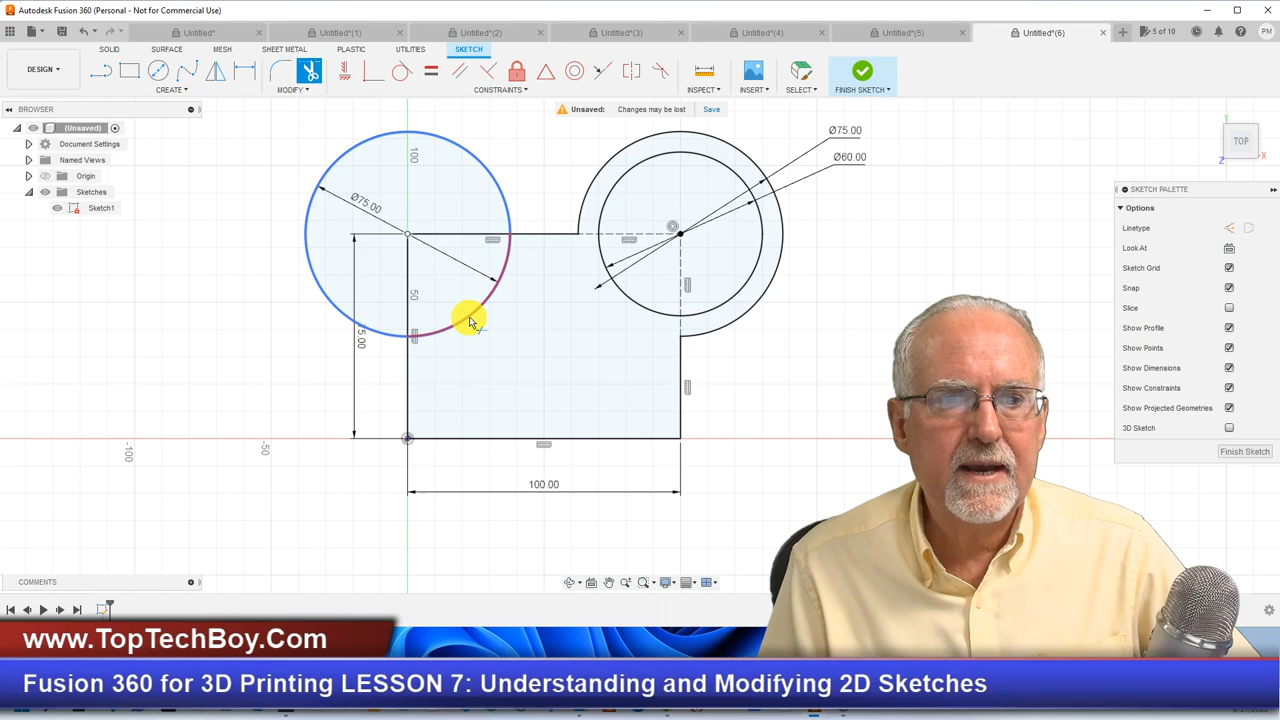 Autodesk Fusion 360 (Personal - Not for Commercial Use)
Untitled* Untitled*(1) Untitled*(2) Untitled*(3) Untitled*(4) Untitled*(5) Untitled*(6) 5 of 10 PM
SOLID SURFACE MESH SHEET METAL PLASTIC UTILITIES SKETCH
DESIGN
CREATE MODIFY CONSTRAINTS INSPECT INSERT SELECT FINISH SKETCH
BROWSER
Unsaved: Changes may be lost Save
(Unsaved)
Document Settings
Named Views
Origin
Sketches
Sketch1
TOP
Y
X
Z
SKETCH PALETTE
Options
Linetype
Look At
Sketch Grid
Snap
Slice
Show Profile
Show Points
Show Dimensions
Show Constraints
Show Projected Geometries
3D Sketch
Finish Sketch
Ø75.00
Ø60.00
100
Ø75.00
50
75.00
-100
-50
100.00
COMMENTS
www.TopTechBoy.Com
Fusion 360 for 3D Printing LESSON 7: Understanding and Modifying 2D Sketches